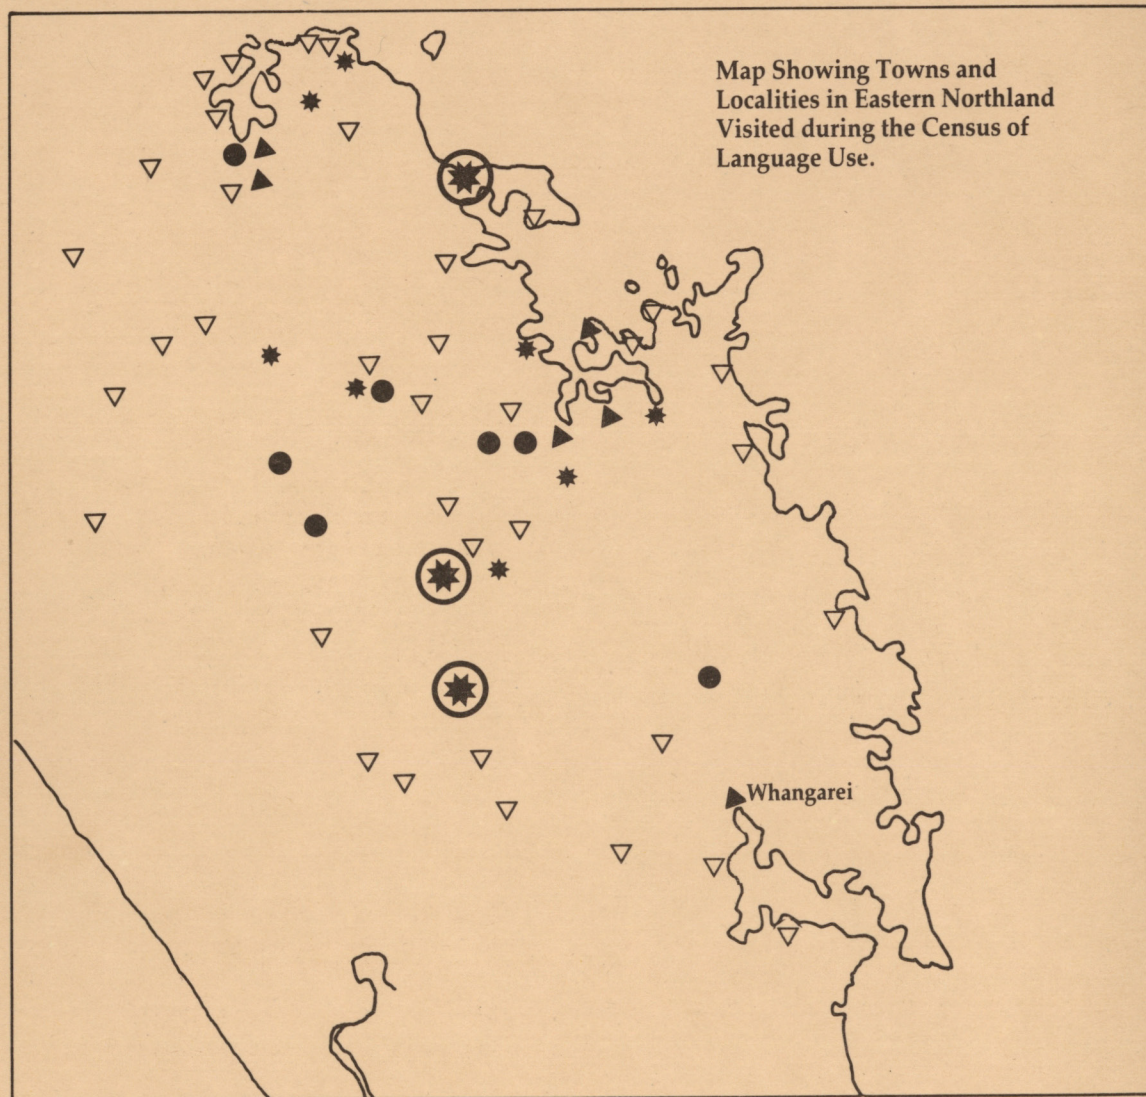 Map Showing Towns and
Localities in Eastern Northland
Visited during the Census of
Language Use.
Whangarei